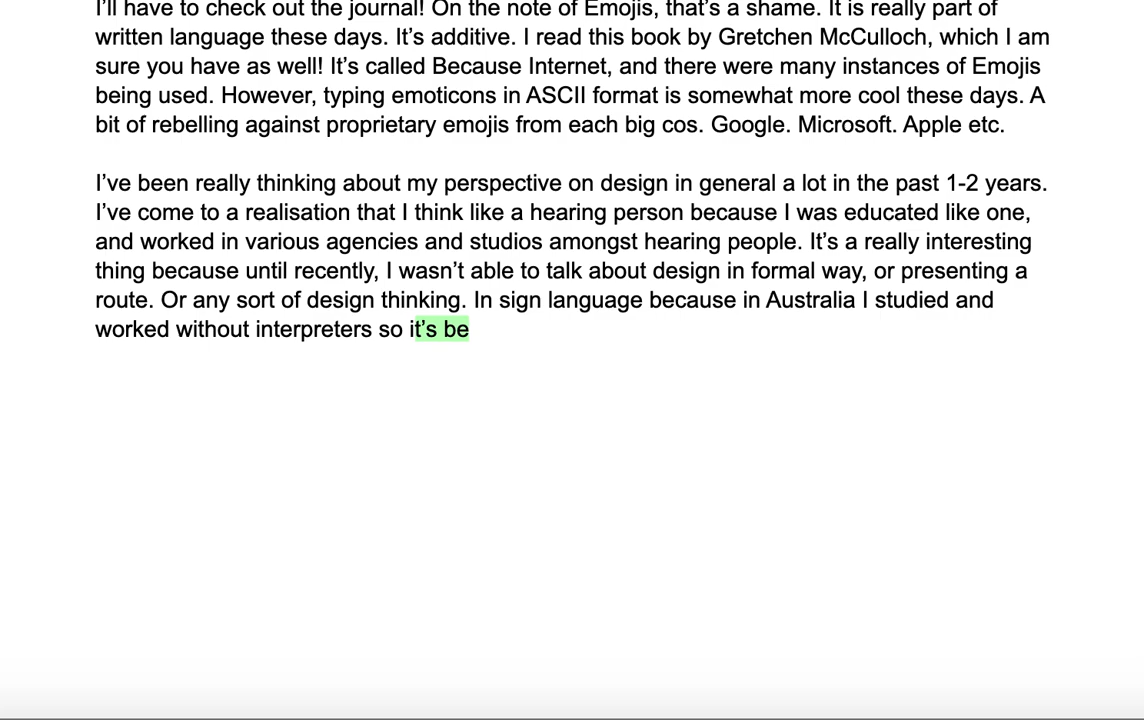 I'll have to check out the journal! On the note of Emojis, that's a shame. It is really part of
written language these days. It's additive. I read this book by Gretchen McCulloch, which I am
sure you have as well! It's called Because Internet, and there were many instances of Emojis
being used. However, typing emoticons in ASCII format is somewhat more cool these days. A
bit of rebelling against proprietary emojis from each big cos. Google. Microsoft. Apple etc.
I've been really thinking about my perspective on design in general a lot in the past 1-2 years.
I've come to a realisation that I think like a hearing person because I was educated like one,
and worked in various agencies and studios amongst hearing people. It's a really interesting
thing because until recently, I wasn't able to talk about design in formal way, or presenting a
route. Or any sort of design thinking. In sign language because in Australia I studied and
worked without interpreters so it's be